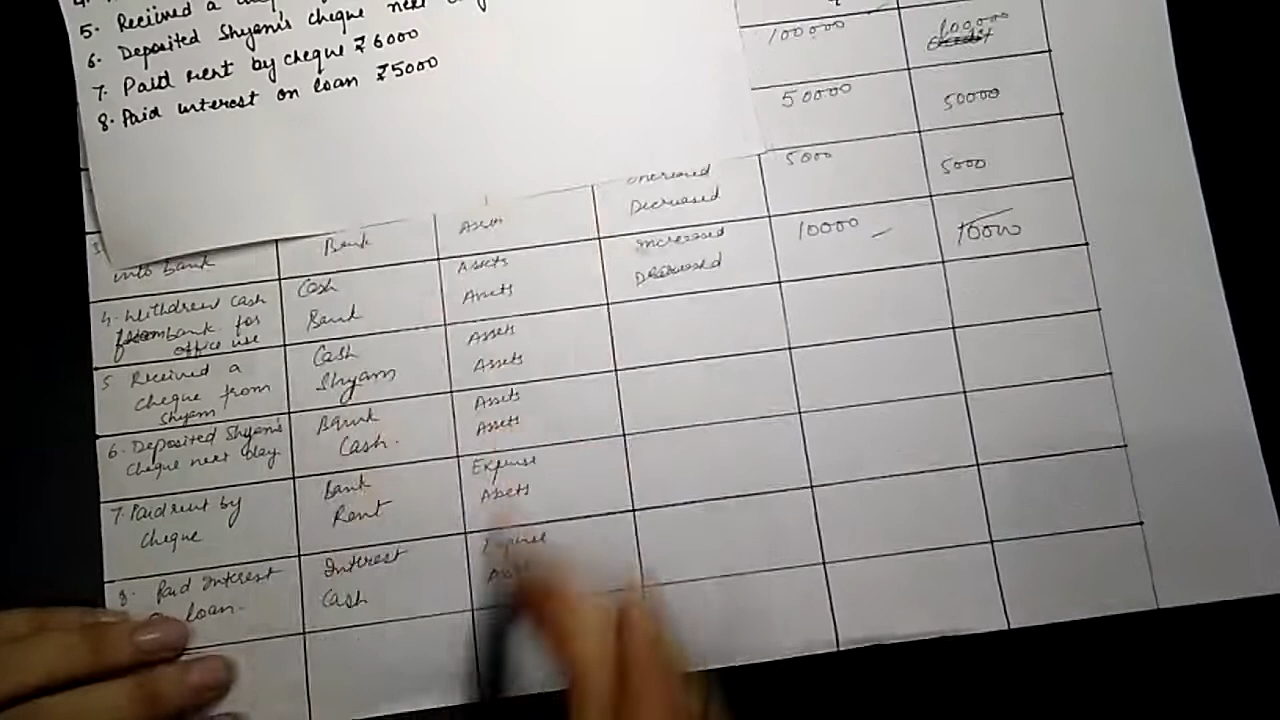 5. Received a
6. Deposited Shyam's cheque next
7. Paid rent by cheque ₹6000
8. Paid interest on loan ₹5000
100000 100000
50000 50000
5000 5000
increased
Decreased
3
into bank
Bank Assets
10000 10000
Increased
Decreased
4. Withdrew cash
from bank for
office use
Cash Assets
Bank Assets
5 Received a
cheque from
Shyam
Cash Assets
Shyam Assets
6. Deposited Shyam's
cheque next day
Bank Assets
Cash. Assets
7. Paid rent by
cheque
Bank Expense
Rent Assets
8. Paid Interest
loan.
Interest Expense
Cash